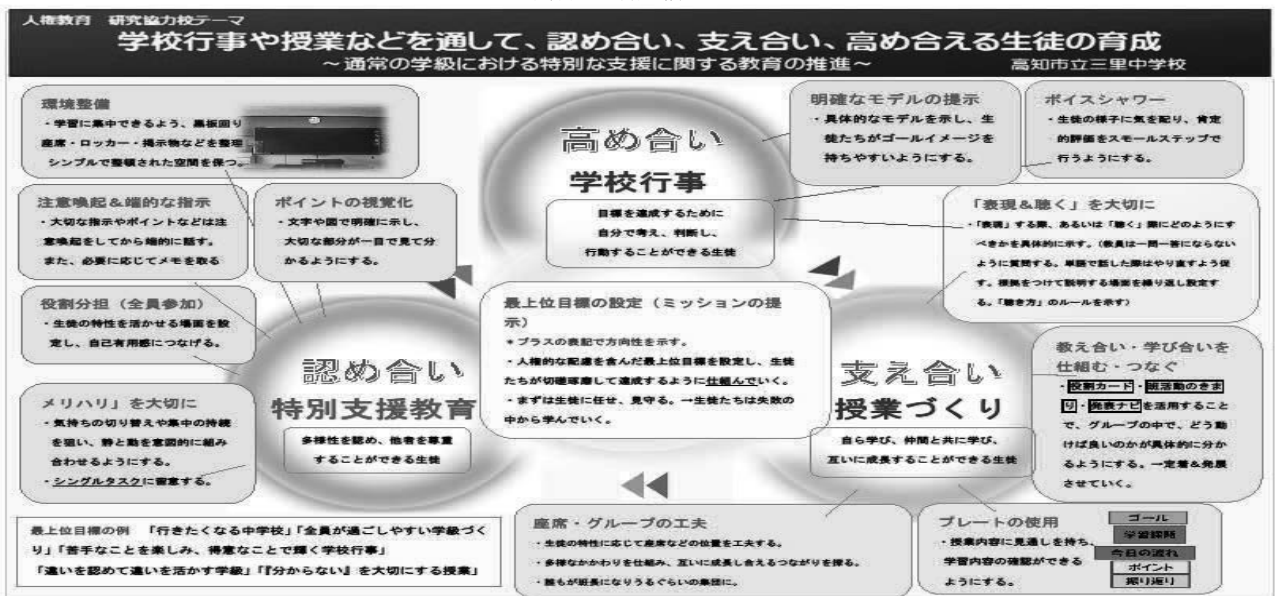 人権教育 研究協力校テーマ
学校行事や授業などを通して、認め合い、支え合い、高め合える生徒の育成
～通常の学級における特別な支援に関する教育の推進～
高知市立三里中学校
環境整備
・学習に集中できるよう、黒板回り
座席・ロッカー・掲示物などを整理
シンプルで整頓された空間を保つ。
注意喚起＆端的な指示
・大切な指示やポイントなどは注
意喚起をしてから端的に話す。
また、必要に応じてメモを取る
ポイントの視覚化
・文字や図で明確に示し、
大切な部分が一目で見て分
かるようにする。
役割分担（全員参加）
・生徒の特性を活かせる場面を設
定し、自己有用感につなげる。
メリハリ」を大切に
・気持ちの切り替えや集中の持続
を狙い、静と動を意図的に組み
合わせるようにする。
・シングルタスクに留意する。
高め合い
学校行事
目標を達成するために
自分で考え、判断し、
行動することができる生徒
明確なモデルの提示
・具体的なモデルを示し、生
徒たちがゴールイメージを
持ちやすいようにする。
ボイスシャワー
・生徒の様子に気を配り、肯定
的評価をスモールステップで
行うようにする。
「表現＆聴く」を大切に
・「表現」する際、あるいは「聴く」際にどのようにす
べきかを具体的に示す。（教員は一問一答にならない
ように質問する。単語で話した際はやり直すよう促
す。根拠をつけて説明する場面を繰り返し設定す
る。「聴き方」のルールを示す）
最上位目標の設定（ミッションの提
示）
＊プラスの表記で方向性を示す。
・人権的な配慮を含んだ最上位目標を設定し、生徒
たちが切磋琢磨して達成するように仕組んでいく。
・まずは生徒に任せ、見守る。→生徒たちは失敗の
中から学んでいく。
認め合い
特別支援教育
多様性を認め、他者を尊重
することができる生徒
支え合い
授業づくり
自ら学び、仲間と共に学び、
互いに成長することができる生徒
教え合い・学び合いを
仕組む・つなぐ
・役割カード・班活動のきま
り・発表ナビを活用すること
で、グループの中で、どう動
けば良いのかが具体的に分か
るようにする。→定着＆発展
させていく。
最上位目標の例 「行きたくなる中学校」「全員が過ごしやすい学級づく
り」「苦手なことを楽しみ、得意なことで輝く学校行事」
「違いを認めて違いを活かす学級」「『分からない』を大切にする授業」
座席・グループの工夫
・生徒の特性に応じて座席などの位置を工夫する。
・多様なかかわりを仕組み、互いに成長し合えるつながりを探る。
・誰もが班長になりうるぐらいの集団に。
プレートの使用
・授業内容に見通しを持ち、
学習内容の確認ができる
ようにする。
ゴール
学習課題
今日の流れ
ポイント
振り返り